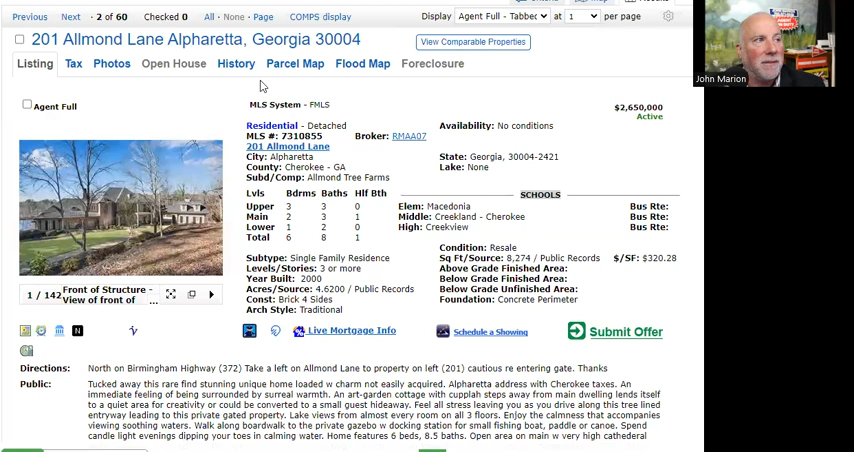 Previous · Next · 2 of 60 Checked 0 All · None · Page COMPS display Display Agent Full - Tabbed at 1 per page
201 Allmond Lane Alpharetta, Georgia 30004
View Comparable Properties
Listing Tax Photos Open House History Parcel Map Flood Map Foreclosure
John Marion
Agent Full
MLS System - FMLS
$2,650,000
Active
Residential - Detached
Availability: No conditions
MLS #: 7310855 Broker: RMAA07
201 Allmond Lane
City: Alpharetta
State: Georgia, 30004-2421
County: Cherokee - GA
Lake: None
Subd/Comp: Allmond Tree Farms
Lvls Bdrms Baths Hlf Bth
SCHOOLS
Upper 3 3 0
Elem: Macedonia Bus Rte:
Main 2 3 1
Middle: Creekland - Cherokee Bus Rte:
Lower 1 2 0
High: Creekview Bus Rte:
Total 6 8 1
Condition: Resale
Subtype: Single Family Residence
Sq Ft/Source: 8,274 / Public Records $/SF: $320.28
Levels/Stories: 3 or more
Above Grade Finished Area:
Year Built: 2000
Below Grade Finished Area:
Acres/Source: 4.6200 / Public Records
Below Grade Unfinished Area:
Const: Brick 4 Sides
Foundation: Concrete Perimeter
Arch Style: Traditional
1 / 142 Front of Structure - View of front of ...
Live Mortgage Info
Schedule a Showing
Submit Offer
Directions: North on Birmingham Highway (372) Take a left on Allmond Lane to property on left (201) cautious re entering gate. Thanks
Public: Tucked away this rare find stunning unique home loaded w charm not easily acquired. Alpharetta address with Cherokee taxes. An
immediate feeling of being surrounded by surreal warmth. An art-garden cottage with cupplah steps away from main dwelling lends itself
to a quiet area for creativity or could be converted to a small guest hideaway. Feel all stress leaving you as you drive along this tree lined
entryway leading to this private gated property. Lake views from almost every room on all 3 floors. Enjoy the calmness that accompanies
viewing soothing waters. Walk along boardwalk to the private gazebo w docking station for small fishing boat, paddle or canoe. Spend
candle light evenings dipping your toes in calming water. Home features 6 beds, 8.5 baths. Open area on main w very high cathederal